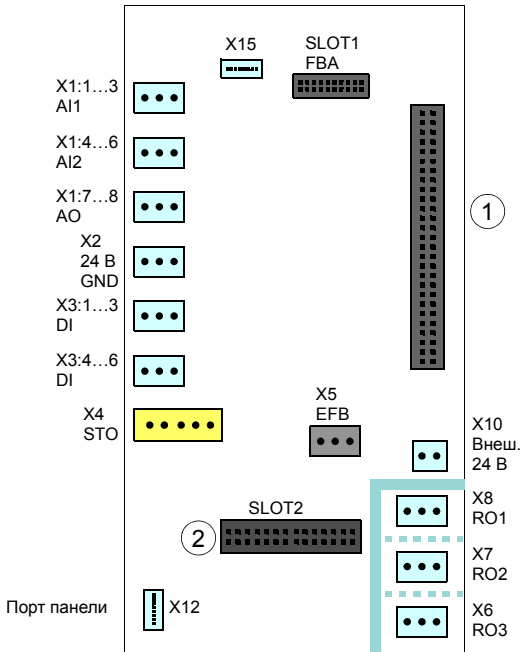 X15
SLOT1
FBA
X1:1…3
AI1
X1:4…6
AI2
X1:7…8
AO
X2
24 В
GND
X3:1…3
DI
X3:4…6
DI
X4
STO
1
X5
EFB
X10
Внеш.
24 В
SLOT2
2
X8
RO1
X7
RO2
X6
RO3
Порт панели
X12